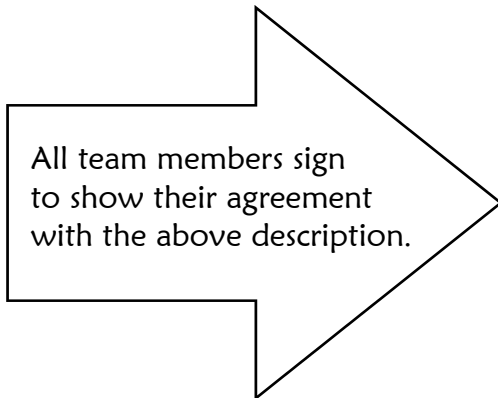 All team members sign
to show their agreement
with the above description.